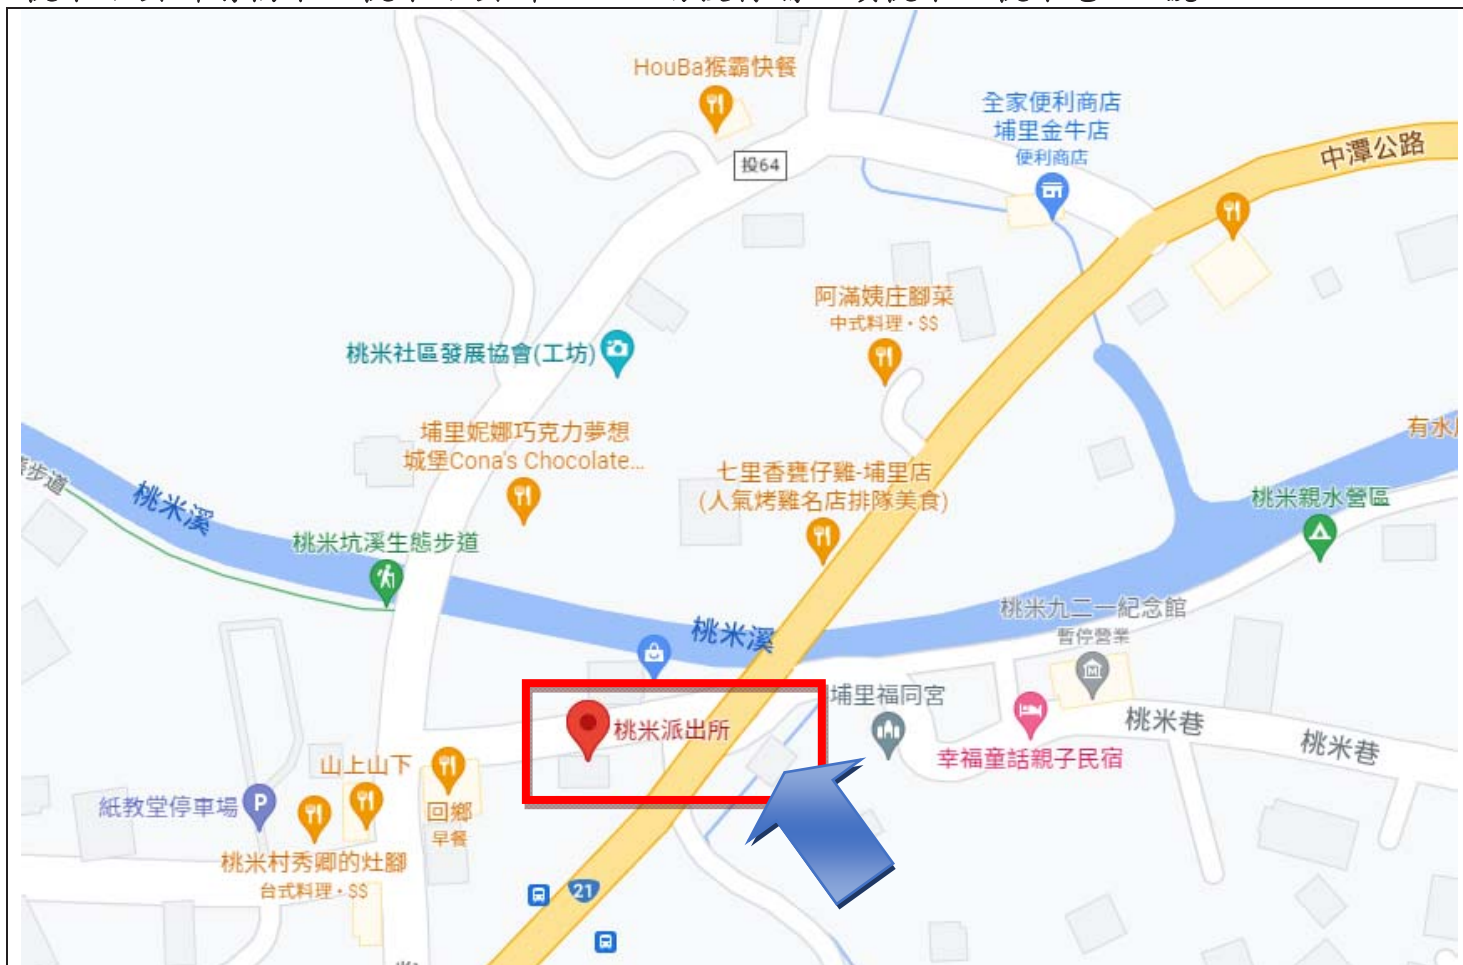 HouBa猴霸快餐
全家便利商店
埔里金牛店
便利商店
中潭公路
投64
阿滿姨庄腳菜
中式料理・$$
桃米社區發展協會(工坊)
埔里妮娜巧克力夢想
城堡Cona's Chocolate...
七里香甕仔雞-埔里店
(人氣烤雞名店排隊美食)
有水
步道
桃米溪
桃米親水營區
桃米坑溪生態步道
桃米溪
桃米九二一紀念館
暫停營業
桃米派出所
埔里福同宮
幸福童話親子民宿
桃米巷
桃米巷
山上山下
紙教堂停車場
P
回鄉
早餐
桃米村秀卿的灶腳
台式料理・$$
21